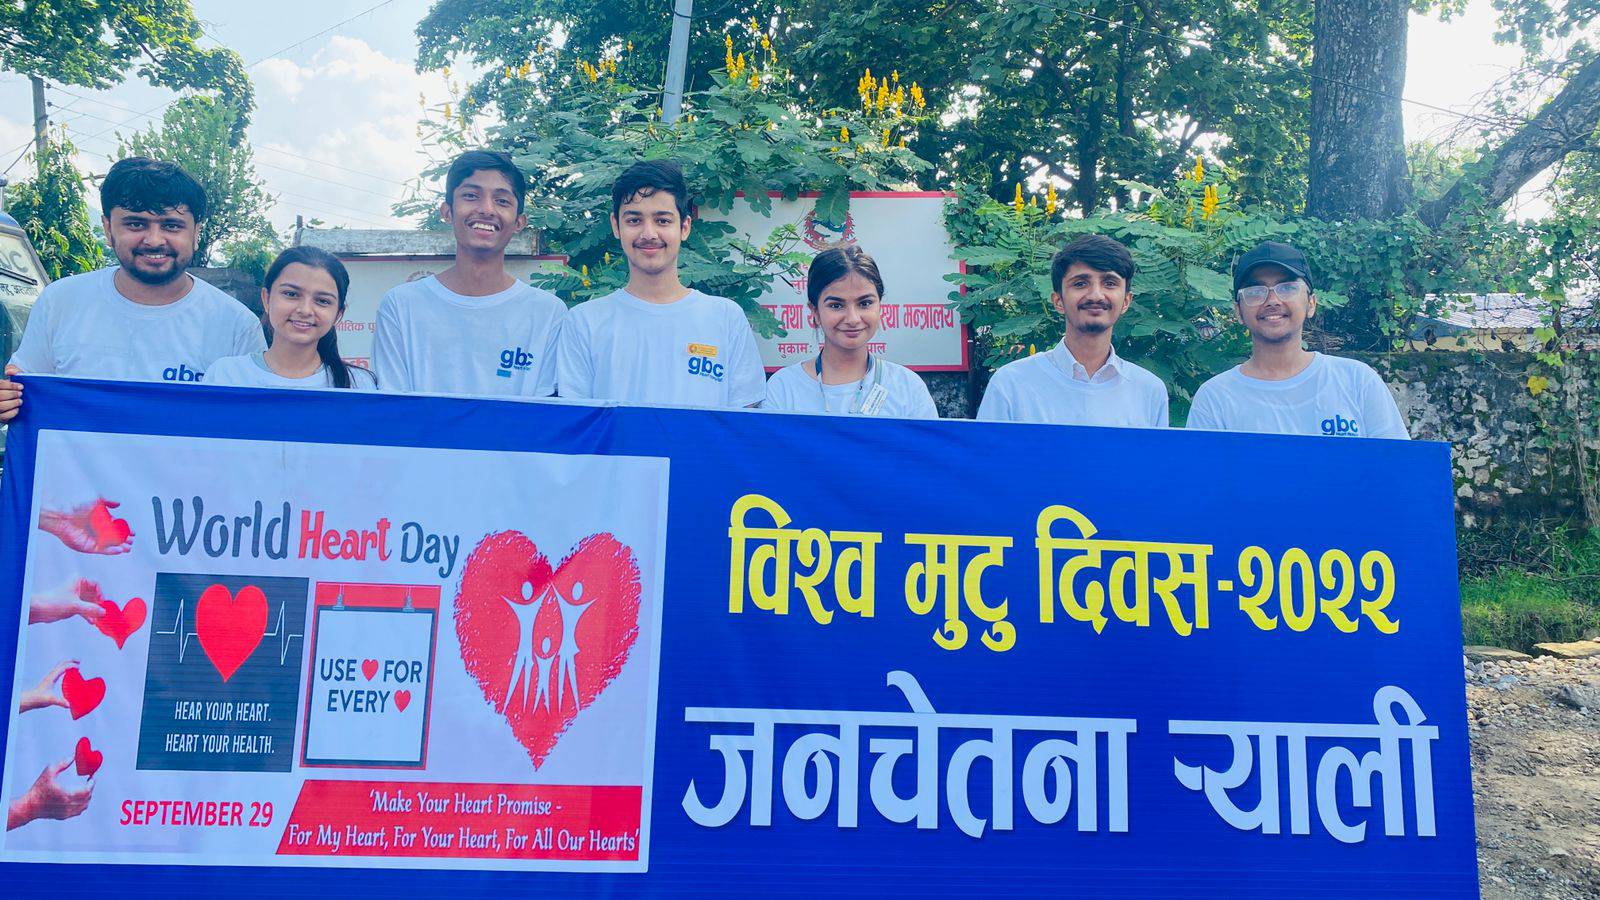 gbc
gbc
gbc
gbc
मुकाम:
World Heart Day
HEAR YOUR HEART.
HEART YOUR HEALTH.
USE ♥ FOR
EVERY ♥
SEPTEMBER 29
'Make Your Heart Promise -
For My Heart, For Your Heart, For All Our Hearts'
विश्व मुटु दिवस-२०२२
जनचेतना र्‍याली